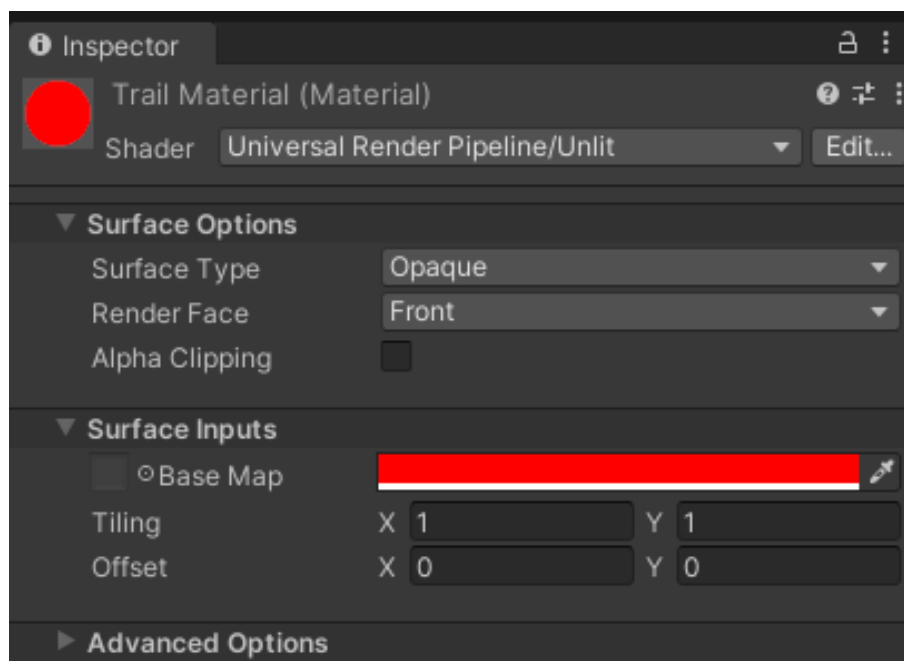 Inspector
Trail Material (Material)
Shader Universal Render Pipeline/Unlit Edit...
Surface Options
Surface Type Opaque
Render Face Front
Alpha Clipping
Surface Inputs
Base Map
Tiling X 1 Y 1
Offset X 0 Y 0
Advanced Options